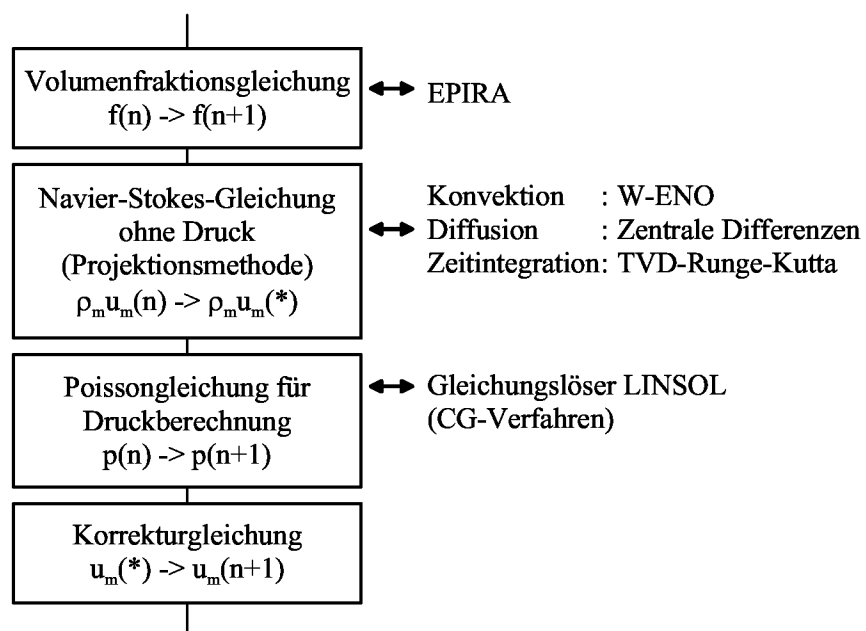 Volumenfraktionsgleichung
f(n) -> f(n+1)
EPIRA
Navier-Stokes-Gleichung
ohne Druck
(Projektionsmethode)
ρₘuₘ(n) -> ρₘuₘ(*)
Konvektion : W-ENO
Diffusion : Zentrale Differenzen
Zeitintegration: TVD-Runge-Kutta
Poissongleichung für
Druckberechnung
p(n) -> p(n+1)
Gleichungslöser LINSOL
(CG-Verfahren)
Korrekturgleichung
uₘ(*) -> uₘ(n+1)